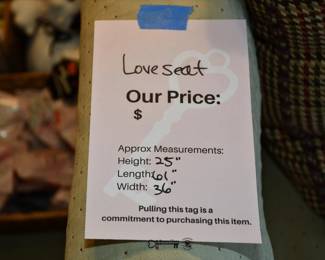 Loveseat
Our Price:
$
Approx Measurements:
Height: 25"
Length: 61"
Width: 36"
Pulling this tag is a
commitment to purchasing this item.